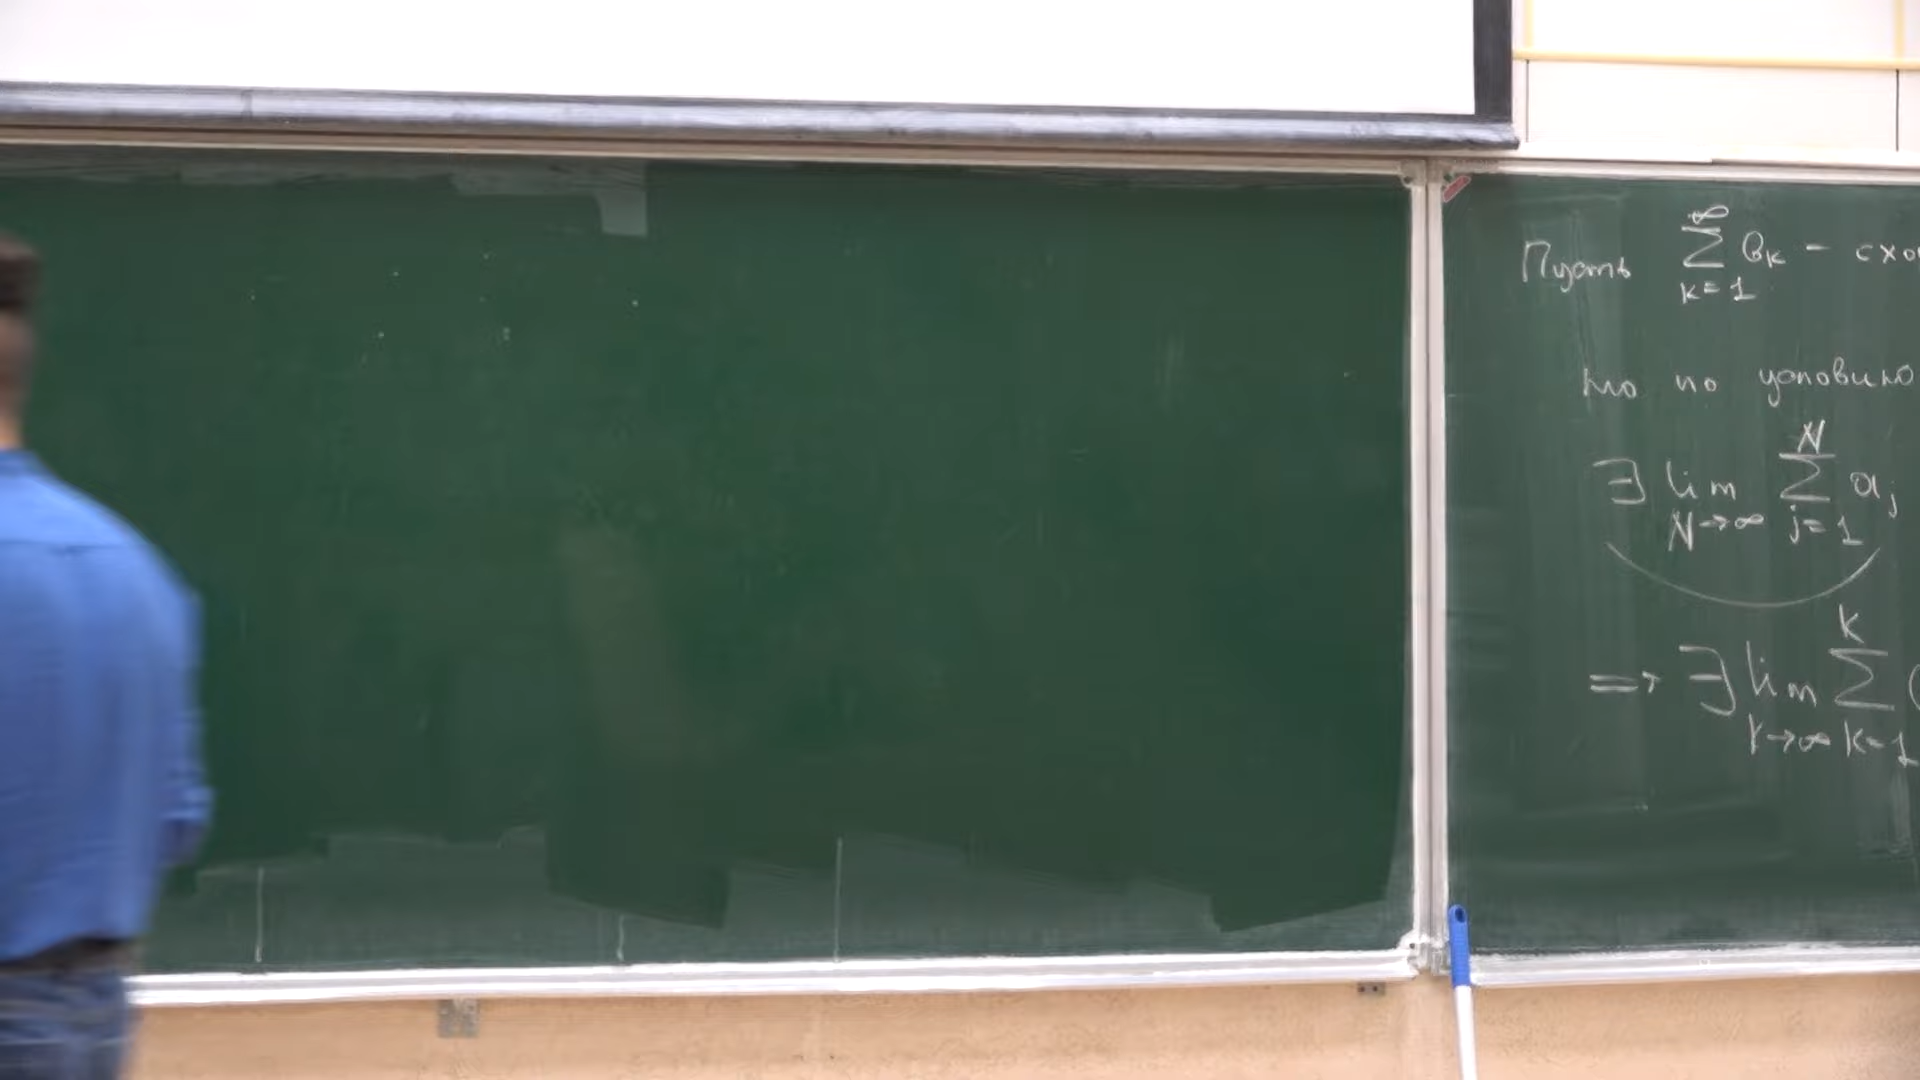 Пусть ∑_{k=1}^{∞} b_k – схо
то по условию
∃ lim_{N→∞} ∑_{j=1}^{N} a_j
=> ∃ lim_{K→∞} ∑_{k=1}^{K} (